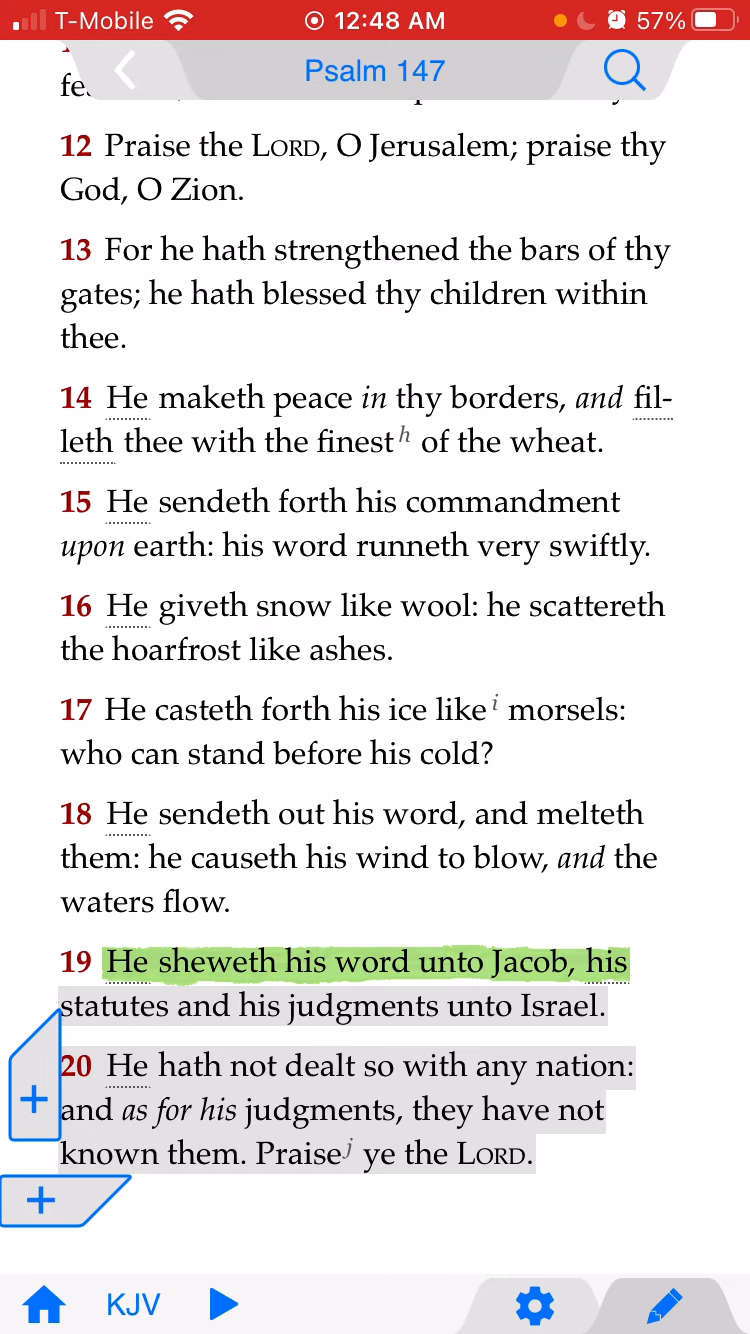 T-Mobile 12:48 AM 57%
Psalm 147
12 Praise the LORD, O Jerusalem; praise thy
God, O Zion.
13 For he hath strengthened the bars of thy
gates; he hath blessed thy children within
thee.
14 He maketh peace in thy borders, and fil-
leth thee with the finest h of the wheat.
15 He sendeth forth his commandment
upon earth: his word runneth very swiftly.
16 He giveth snow like wool: he scattereth
the hoarfrost like ashes.
17 He casteth forth his ice like i morsels:
who can stand before his cold?
18 He sendeth out his word, and melteth
them: he causeth his wind to blow, and the
waters flow.
19 He sheweth his word unto Jacob, his
statutes and his judgments unto Israel.
20 He hath not dealt so with any nation:
and as for his judgments, they have not
known them. Praise j ye the LORD.
+
+
KJV